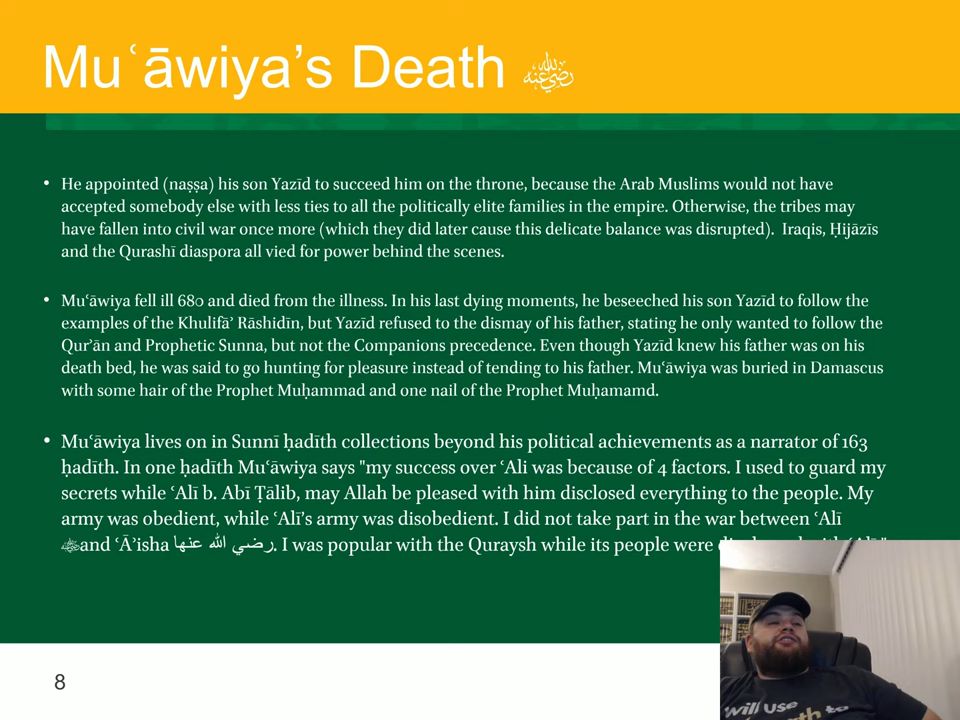 Muʿāwiya’s Death رضي الله عنه
• He appointed (naṣṣa) his son Yazīd to succeed him on the throne, because the Arab Muslims would not have
accepted somebody else with less ties to all the politically elite families in the empire. Otherwise, the tribes may
have fallen into civil war once more (which they did later cause this delicate balance was disrupted). Iraqis, Ḥijāzīs
and the Qurashī diaspora all vied for power behind the scenes.
• Muʿāwiya fell ill 680 and died from the illness. In his last dying moments, he beseeched his son Yazīd to follow the
examples of the Khulifāʾ Rāshidīn, but Yazīd refused to the dismay of his father, stating he only wanted to follow the
Qurʾān and Prophetic Sunna, but not the Companions precedence. Even though Yazīd knew his father was on his
death bed, he was said to go hunting for pleasure instead of tending to his father. Muʿāwiya was buried in Damascus
with some hair of the Prophet Muḥammad and one nail of the Prophet Muḥamamd.
• Muʿāwiya lives on in Sunnī ḥadīth collections beyond his political achievements as a narrator of 163
ḥadīth. In one ḥadīth Muʿāwiya says "my success over ʿAli was because of 4 factors. I used to guard my
secrets while ʿAlī b. Abī Ṭālib, may Allah be pleased with him disclosed everything to the people. My
army was obedient, while ʿAlī’s army was disobedient. I did not take part in the war between ʿAlī
and ʿĀʾisha رضي الله عنها. I was popular with the Quraysh while its people were
8
will Use